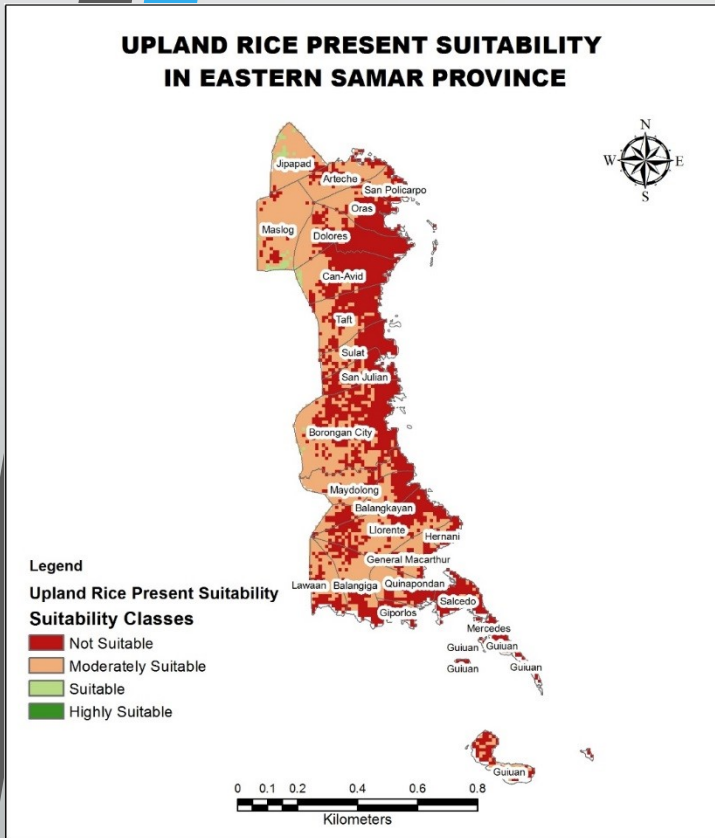 UPLAND RICE PRESENT SUITABILITY
IN EASTERN SAMAR PROVINCE
N
W E
S
Jipapad
Arteche
San Policarpo
Oras
Maslog
Dolores
Can-Avid
Taft
Sulat
San Julian
Borongan City
Maydolong
Balangkayan
Llorente
Hernani
General Macarthur
Lawaan Balangiga Quinapondan
Giporlos Salcedo
Mercedes
Guiuan Guiuan
Guiuan Guiuan
Guiuan
Legend
Upland Rice Present Suitability
Suitability Classes
Not Suitable
Moderately Suitable
Suitable
Highly Suitable
0 0.1 0.2 0.4 0.6 0.8
Kilometers